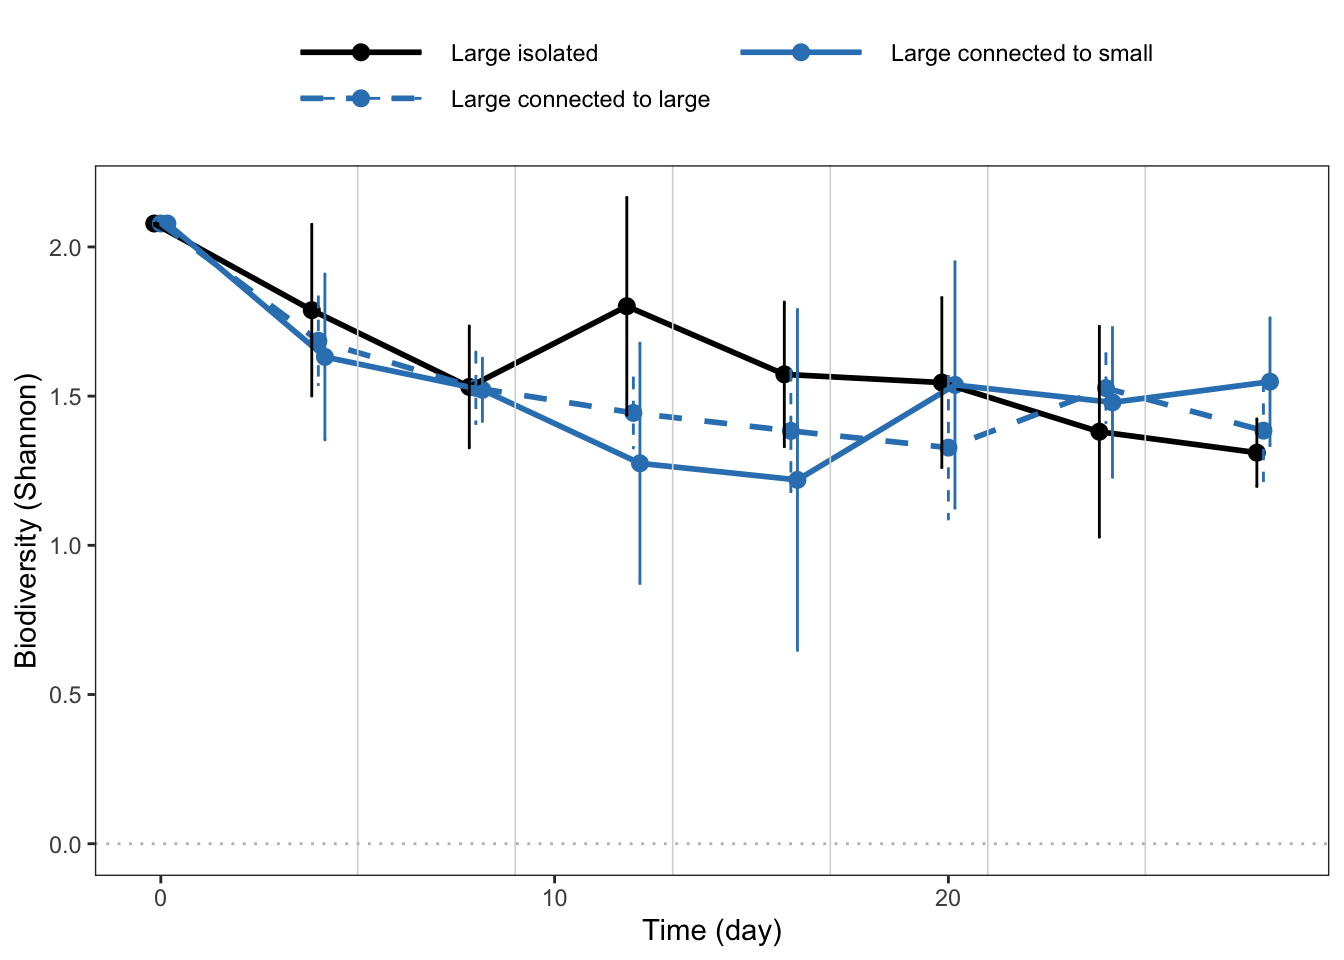 Large isolated
Large connected to small
Large connected to large
2.0
1.5
1.0
0.5
0.0
Biodiversity (Shannon)
0
10
20
Time (day)